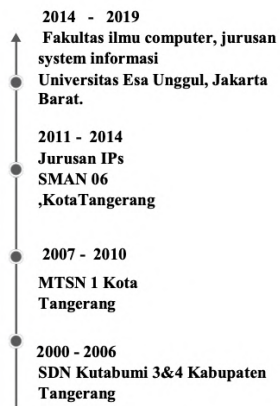 2014 - 2019
Fakultas ilmu computer, jurusan
system informasi
Universitas Esa Unggul, Jakarta
Barat.
2011 - 2014
Jurusan IPs
SMAN 06
,KotaTangerang
2007 - 2010
MTSN 1 Kota
Tangerang
2000 - 2006
SDN Kutabumi 3&4 Kabupaten
Tangerang